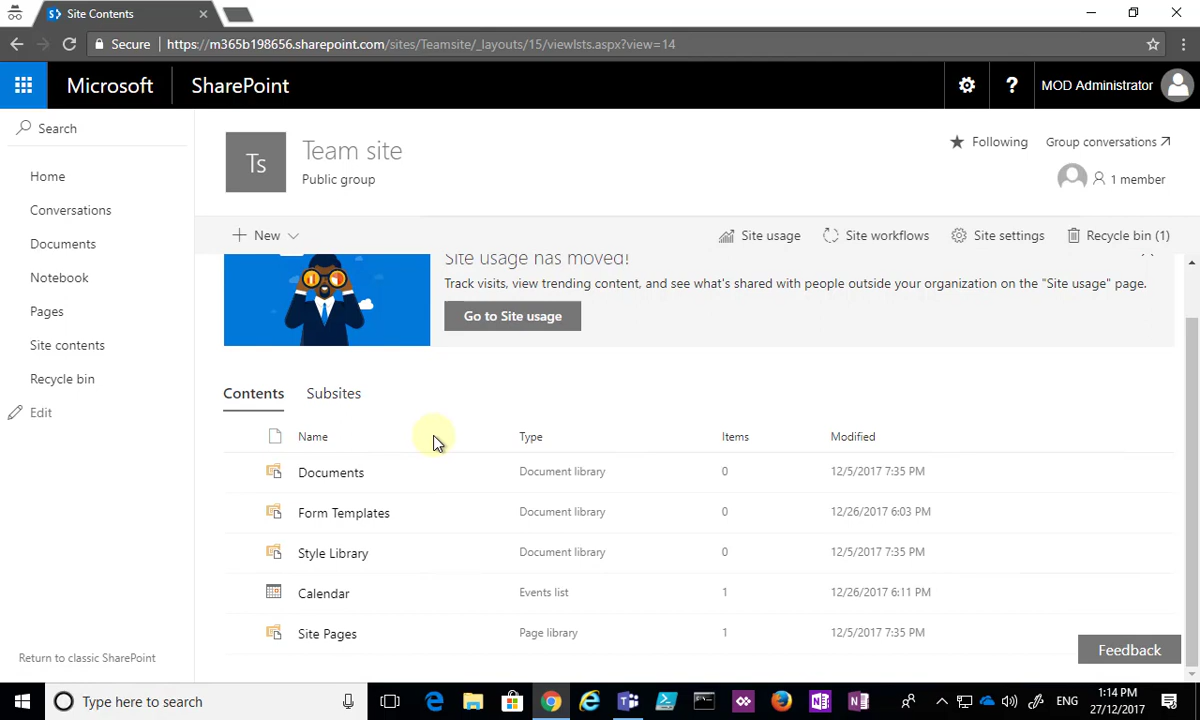 Site Contents
Secure https://m365b198656.sharepoint.com/sites/Teamsite/_layouts/15/viewlsts.aspx?view=14
Microsoft SharePoint ? MOD Administrator
Search
Home
Conversations
Documents
Notebook
Pages
Site contents
Recycle bin
Edit
Return to classic SharePoint
Ts
Team site
Public group
Following Group conversations
1 member
New Site usage Site workflows Site settings Recycle bin (1)
Site usage has moved!
Track visits, view trending content, and see what's shared with people outside your organization on the "Site usage" page.
Go to Site usage
Contents Subsites
Name Type Items Modified
Documents Document library 0 12/5/2017 7:35 PM
Form Templates Document library 0 12/26/2017 6:03 PM
Style Library Document library 0 12/5/2017 7:35 PM
Calendar Events list 1 12/26/2017 6:11 PM
Site Pages Page library 1 12/5/2017 7:35 PM
Feedback
Type here to search
ENG
1:14 PM
27/12/2017